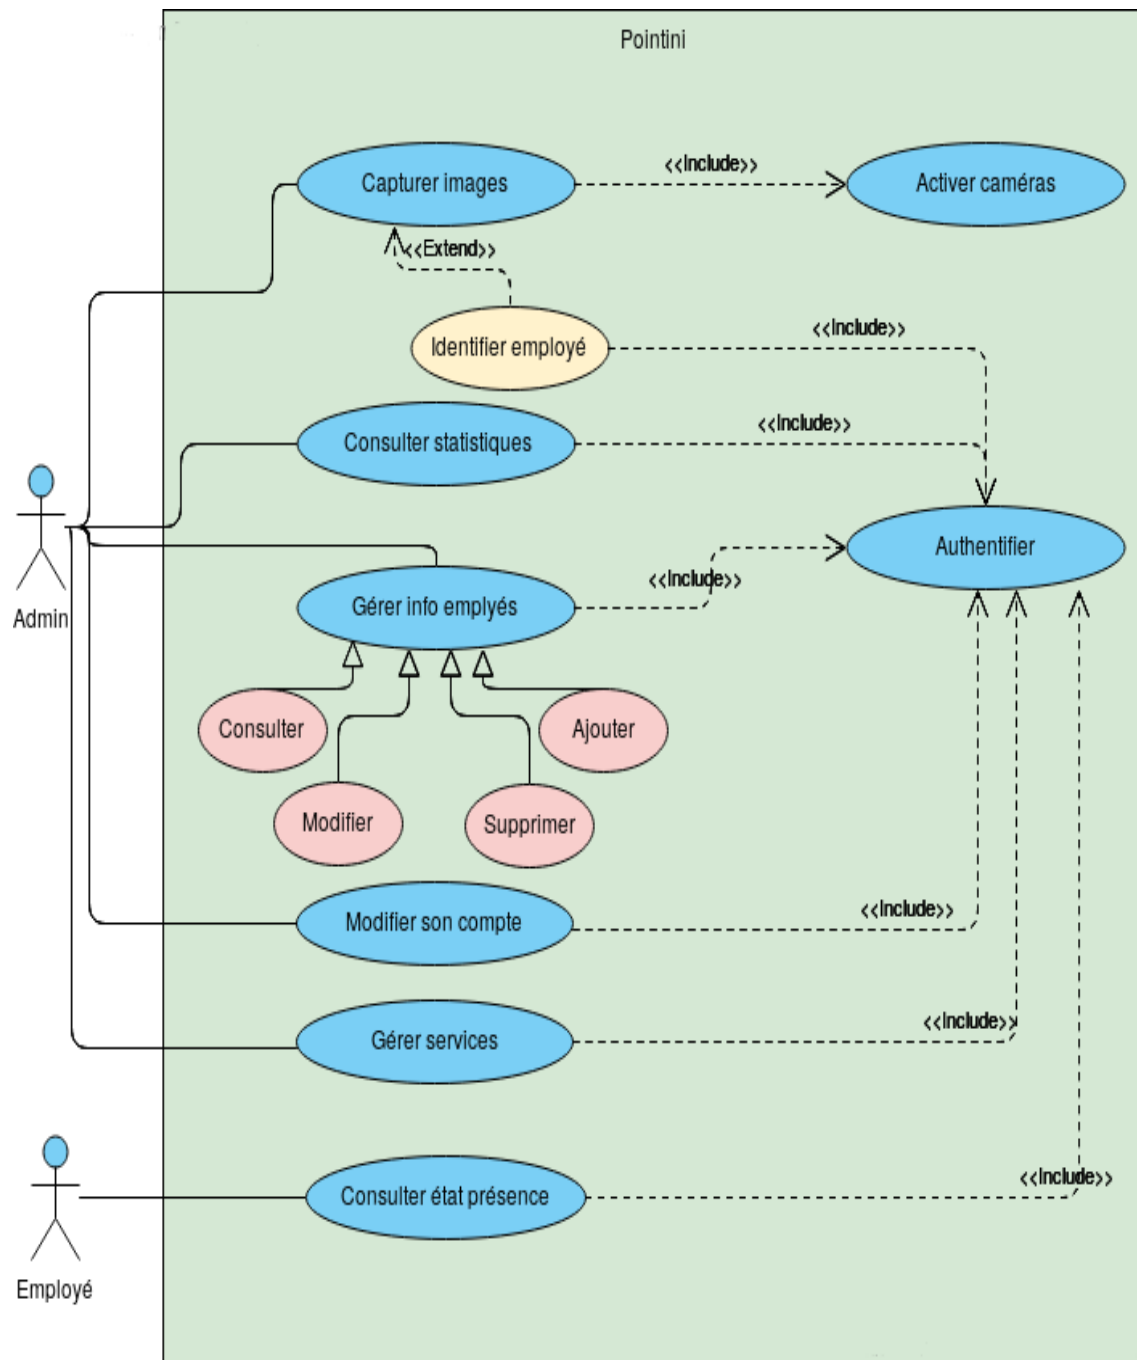 Pointini
Capturer images
<<Include>>
Activer caméras
<<Extend>>
Identifier employé
<<Include>>
Consulter statistiques
<<Include>>
Admin
Authentifier
Gérer info emplyés
<<Include>>
Consulter
Ajouter
Modifier
Supprimer
Modifier son compte
<<Include>>
Gérer services
<<Include>>
Employé
Consulter état présence
<<Include>>